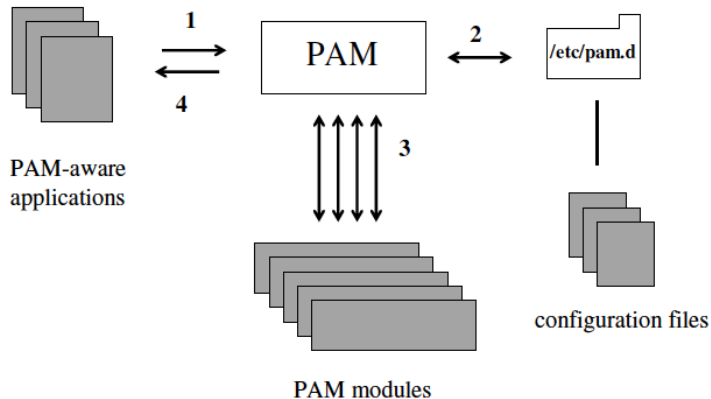 1
PAM
2
/etc/pam.d
4
3
PAM-aware
applications
configuration files
PAM modules